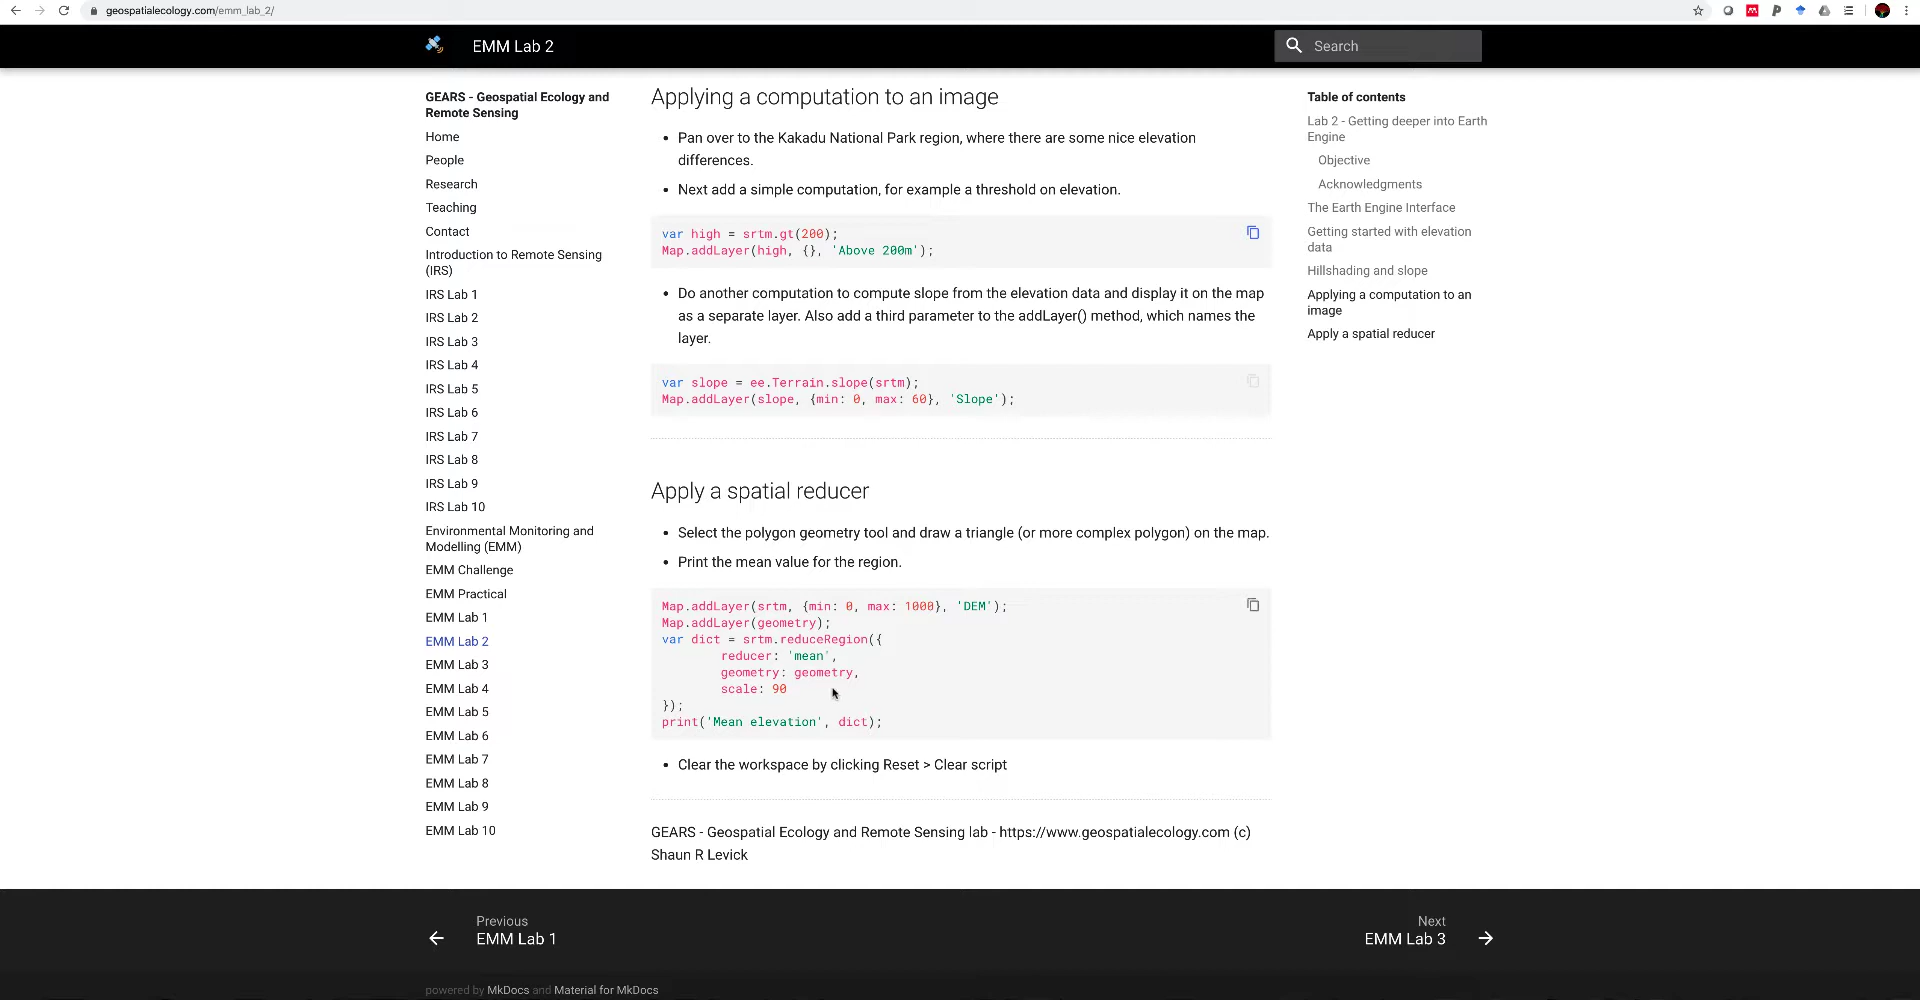 geospatialecology.com/emm_lab_2/
EMM Lab 2
Search
GEARS - Geospatial Ecology and
Remote Sensing
Home
People
Research
Teaching
Contact
Introduction to Remote Sensing
(IRS)
IRS Lab 1
IRS Lab 2
IRS Lab 3
IRS Lab 4
IRS Lab 5
IRS Lab 6
IRS Lab 7
IRS Lab 8
IRS Lab 9
IRS Lab 10
Environmental Monitoring and
Modelling (EMM)
EMM Challenge
EMM Practical
EMM Lab 1
EMM Lab 2
EMM Lab 3
EMM Lab 4
EMM Lab 5
EMM Lab 6
EMM Lab 7
EMM Lab 8
EMM Lab 9
EMM Lab 10
Applying a computation to an image
• Pan over to the Kakadu National Park region, where there are some nice elevation
differences.
• Next add a simple computation, for example a threshold on elevation.
var high = srtm.gt(200);
Map.addLayer(high, {}, 'Above 200m');
• Do another computation to compute slope from the elevation data and display it on the map
as a separate layer. Also add a third parameter to the addLayer() method, which names the
layer.
var slope = ee.Terrain.slope(srtm);
Map.addLayer(slope, {min: 0, max: 60}, 'Slope');
Apply a spatial reducer
• Select the polygon geometry tool and draw a triangle (or more complex polygon) on the map.
• Print the mean value for the region.
Map.addLayer(srtm, {min: 0, max: 1000}, 'DEM');
Map.addLayer(geometry);
var dict = srtm.reduceRegion({
reducer: 'mean',
geometry: geometry,
scale: 90
});
print('Mean elevation', dict);
• Clear the workspace by clicking Reset > Clear script
GEARS - Geospatial Ecology and Remote Sensing lab - https://www.geospatialecology.com (c)
Shaun R Levick
Table of contents
Lab 2 - Getting deeper into Earth
Engine
Objective
Acknowledgments
The Earth Engine Interface
Getting started with elevation
data
Hillshading and slope
Applying a computation to an
image
Apply a spatial reducer
Previous
EMM Lab 1
Next
EMM Lab 3
powered by MkDocs and Material for MkDocs